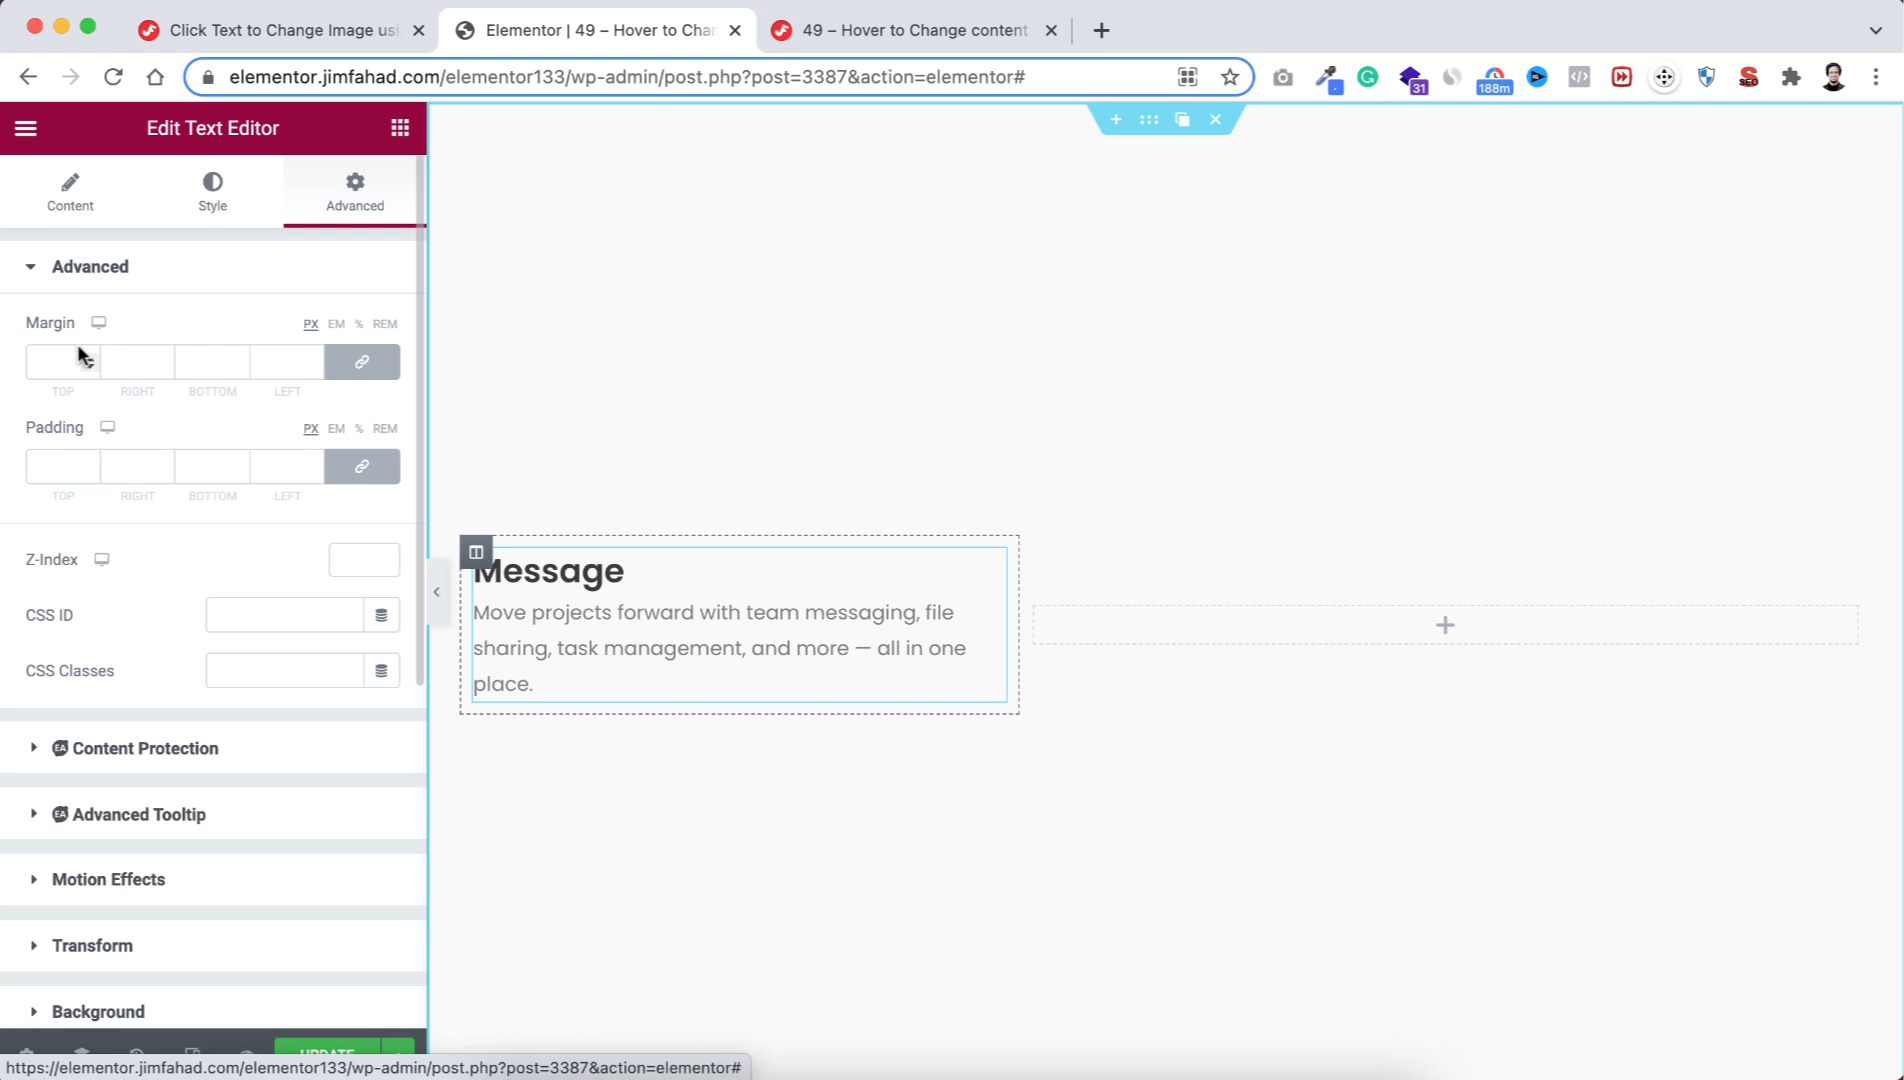 Click Text to Change Image usi
Elementor | 49 – Hover to Chan
49 – Hover to Change content
elementor.jimfahad.com/elementor133/wp-admin/post.php?post=3387&action=elementor#
31
188m
SEO
Edit Text Editor
Content
Style
Advanced
Advanced
Margin
PX EM % REM
TOP RIGHT BOTTOM LEFT
Padding
PX EM % REM
TOP RIGHT BOTTOM LEFT
Z-Index
CSS ID
CSS Classes
EA Content Protection
EA Advanced Tooltip
Motion Effects
Transform
Background
UPDATE
https://elementor.jimfahad.com/elementor133/wp-admin/post.php?post=3387&action=elementor#
Message
Move projects forward with team messaging, file
sharing, task management, and more — all in one
place.